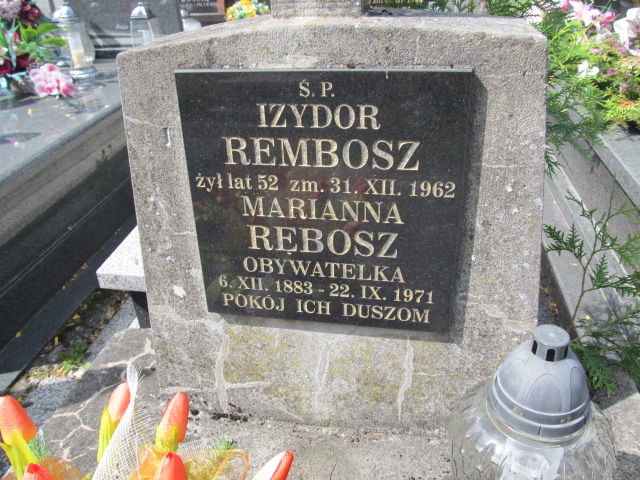 Ś. P.
IZYDOR
REMBOSZ
żył lat 52 zm. 31. XII. 1962
MARIANNA
RĘBOSZ
OBYWATELKA
6. XII. 1883 - 22. IX. 1971
POKÓJ ICH DUSZOM